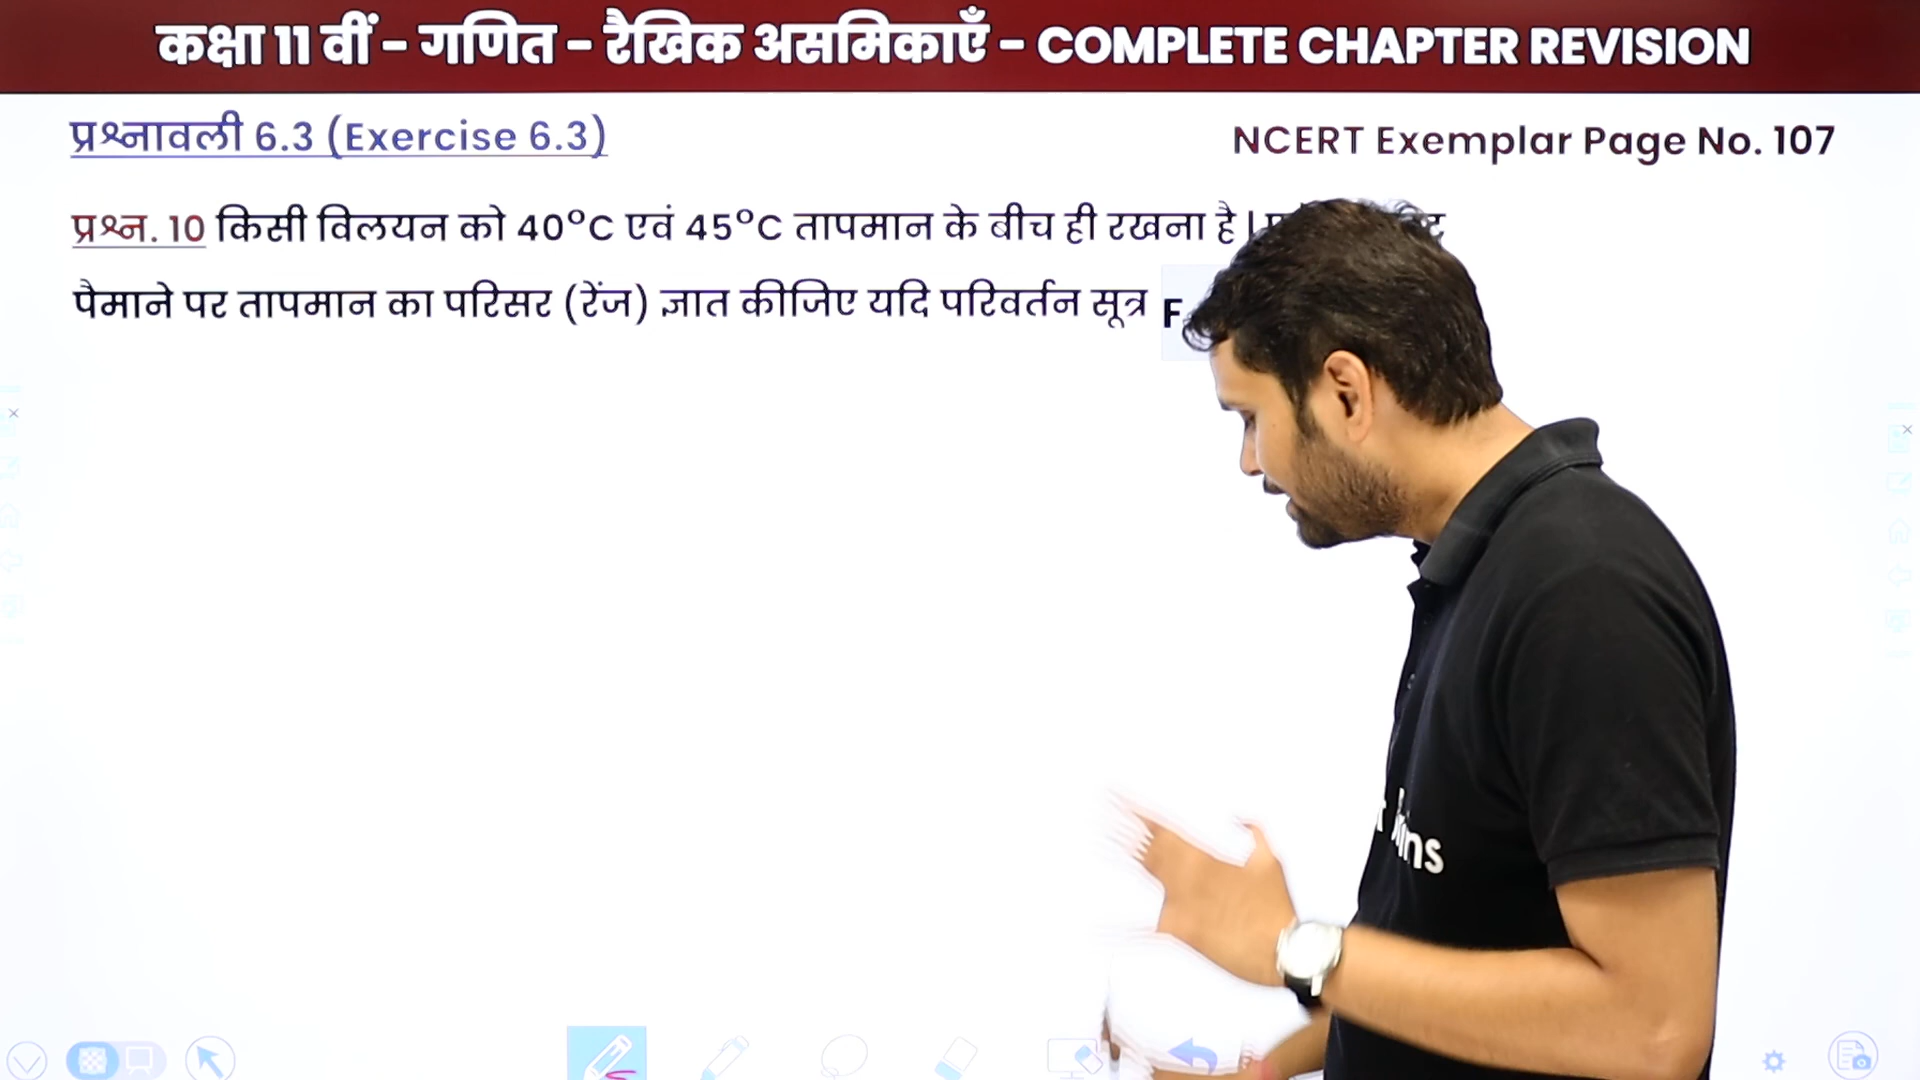 कक्षा 11 वीं – गणित – रैखिक असमिकाएँ – COMPLETE CHAPTER REVISION
प्रश्नावली 6.3 (Exercise 6.3)
NCERT Exemplar Page No. 107
प्रश्न. 10 किसी विलयन को 40°C एवं 45°C तापमान के बीच ही रखना है।
पैमाने पर तापमान का परिसर (रेंज) ज्ञात कीजिए यदि परिवर्तन सूत्र F